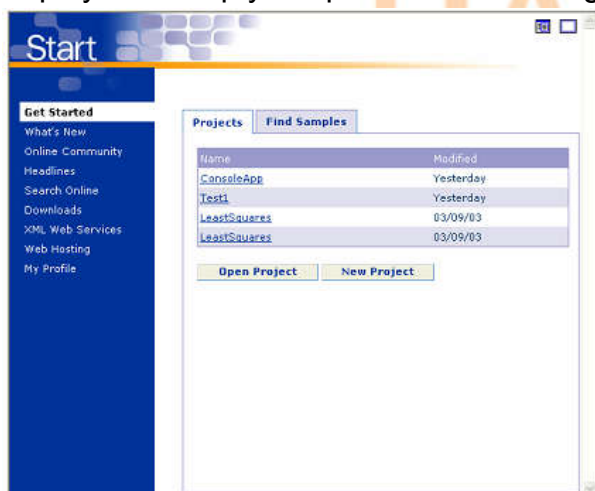 Start
Get Started
What's New
Online Community
Headlines
Search Online
Downloads
XML Web Services
Web Hosting
My Profile
Projects Find Samples
Name Modified
ConsoleApp Yesterday
Test1 Yesterday
LeastSquares 03/09/03
LeastSquares 03/09/03
Open Project New Project